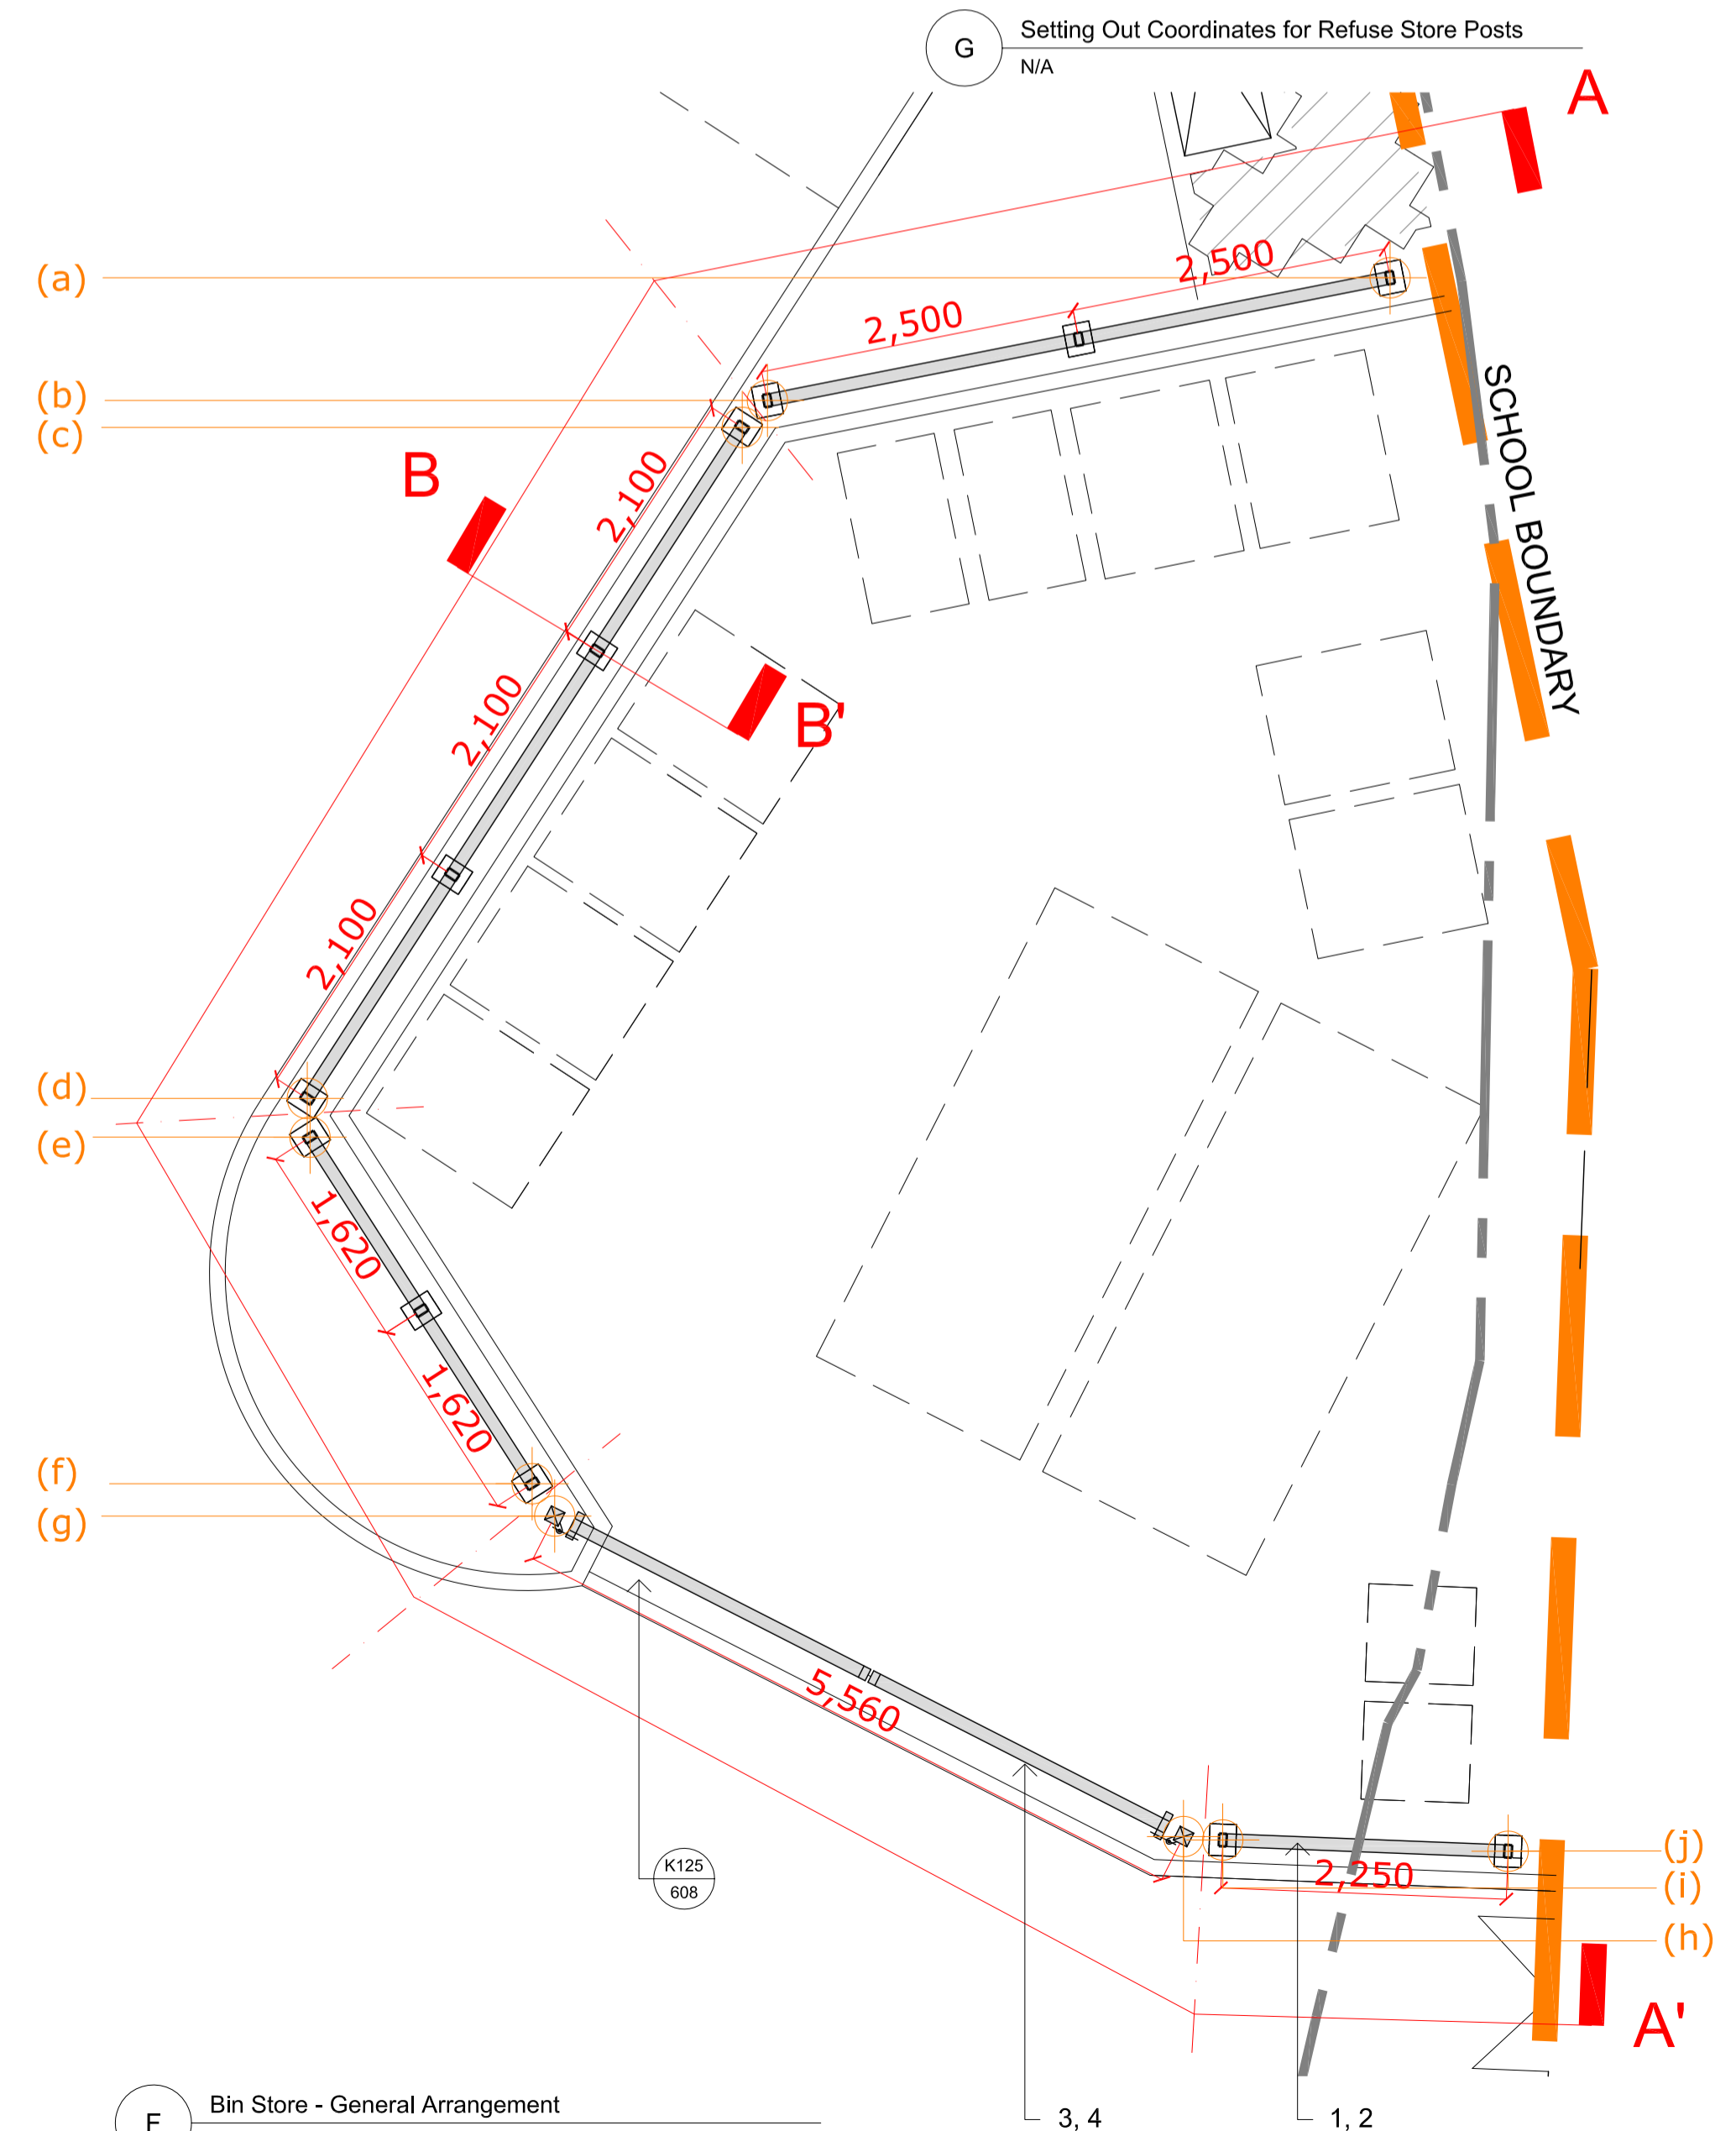 G
Setting Out Coordinates for Refuse Store Posts
N/A
A
(a)
2,500
2,500
(b)
(c)
SCHOOL BOUNDARY
B
2,100
B'
2,100
2,100
(d)
(e)
1,620
1,620
(f)
(g)
5,560
K125
608
2,250
(j)
(i)
(h)
A'
Bin Store - General Arrangement
3, 4
1, 2